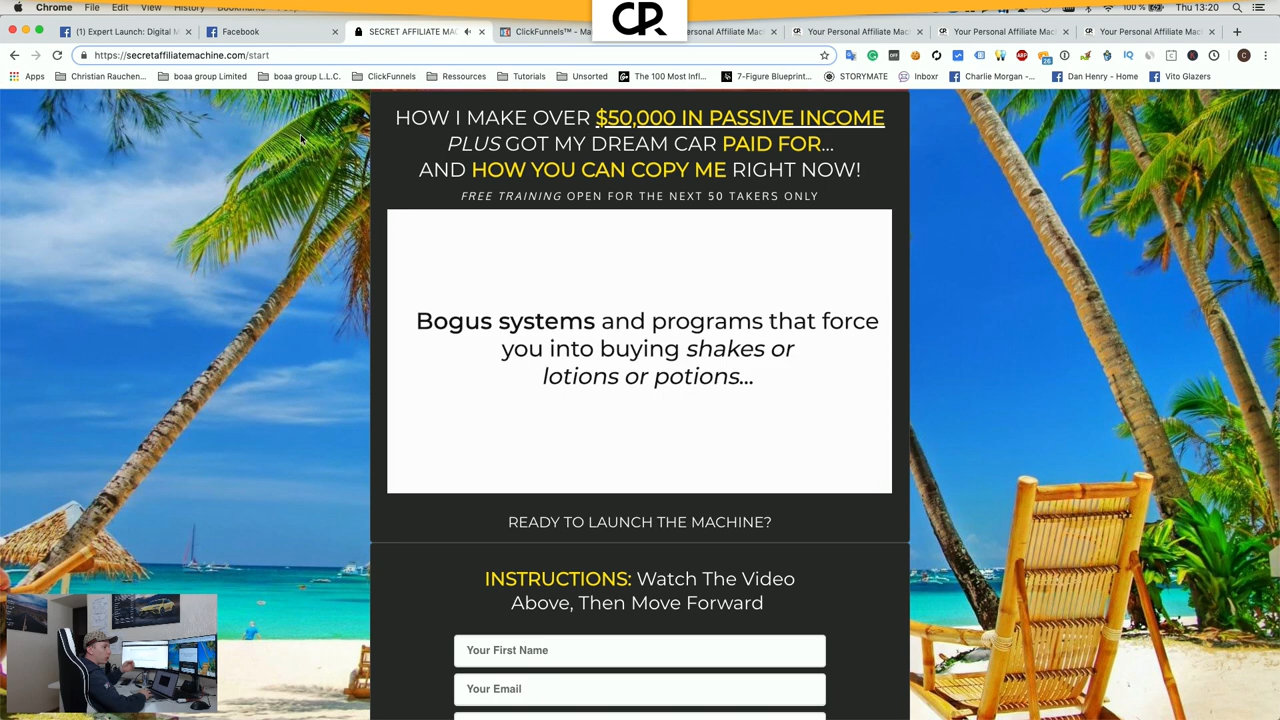 Chrome File Edit View History Bookmarks
100 % Thu 13:20
CR
(1) Expert Launch: Digital M
Facebook
SECRET AFFILIATE MA
ClickFunnels™ - Ma
Personal Affiliate Mac
Your Personal Affiliate Mac
Your Personal Affiliate Mac
Your Personal Affiliate Mac
https://secretaffiliatemachine.com/start
Apps Christian Rauchen... boaa group Limited boaa group L.L.C. ClickFunnels Ressources Tutorials Unsorted The 100 Most Infl... 7-Figure Blueprint... STORYMATE Inboxr Charlie Morgan -... Dan Henry - Home Vito Glazers
HOW I MAKE OVER $50,000 IN PASSIVE INCOME
PLUS GOT MY DREAM CAR PAID FOR...
AND HOW YOU CAN COPY ME RIGHT NOW!
FREE TRAINING OPEN FOR THE NEXT 50 TAKERS ONLY
Bogus systems and programs that force
you into buying shakes or
lotions or potions...
READY TO LAUNCH THE MACHINE?
INSTRUCTIONS: Watch The Video
Above, Then Move Forward
Your First Name
Your Email